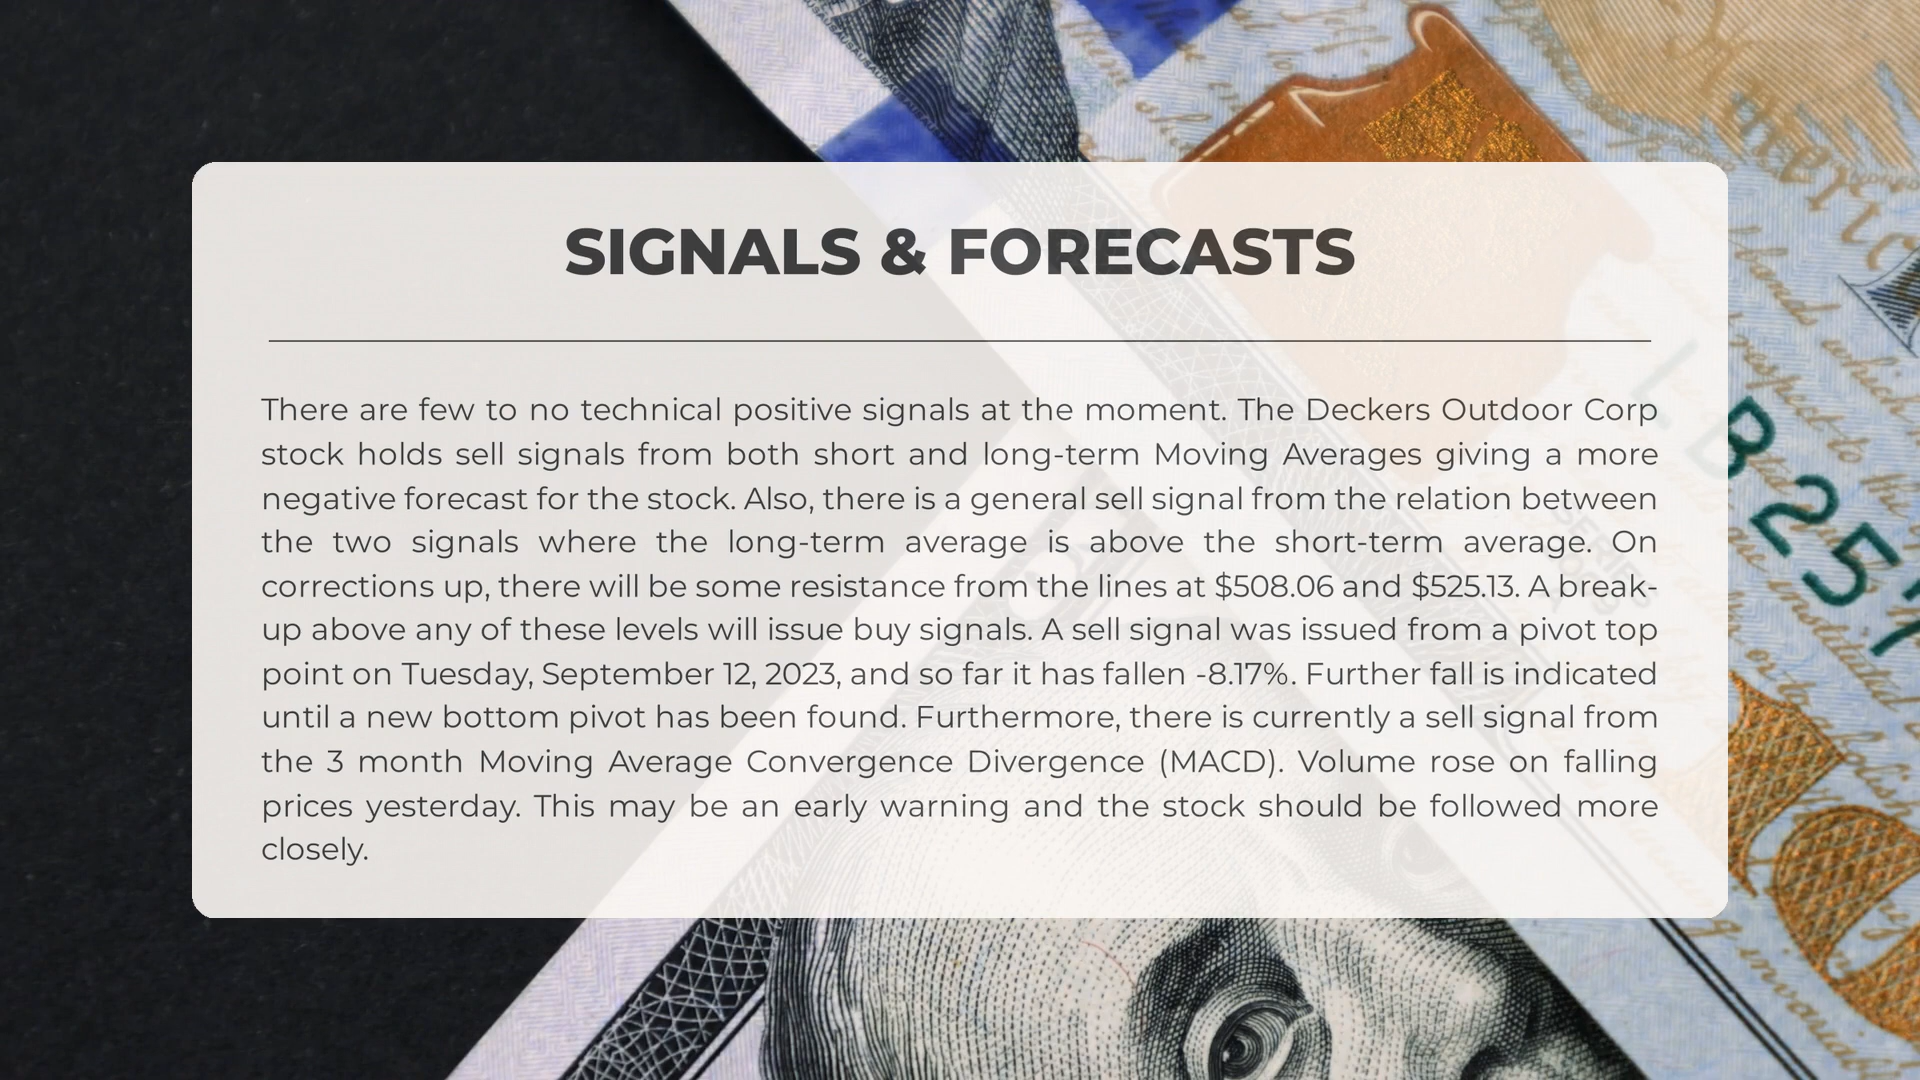 SIGNALS & FORECASTS
There are few to no technical positive signals at the moment. The Deckers Outdoor Corp
stock holds sell signals from both short and long-term Moving Averages giving a more
negative forecast for the stock. Also, there is a general sell signal from the relation between
the two signals where the long-term average is above the short-term average. On
corrections up, there will be some resistance from the lines at $508.06 and $525.13. A break-
up above any of these levels will issue buy signals. A sell signal was issued from a pivot top
point on Tuesday, September 12, 2023, and so far it has fallen -8.17%. Further fall is indicated
until a new bottom pivot has been found. Furthermore, there is currently a sell signal from
the 3 month Moving Average Convergence Divergence (MACD). Volume rose on falling
prices yesterday. This may be an early warning and the stock should be followed more
closely.
LB257